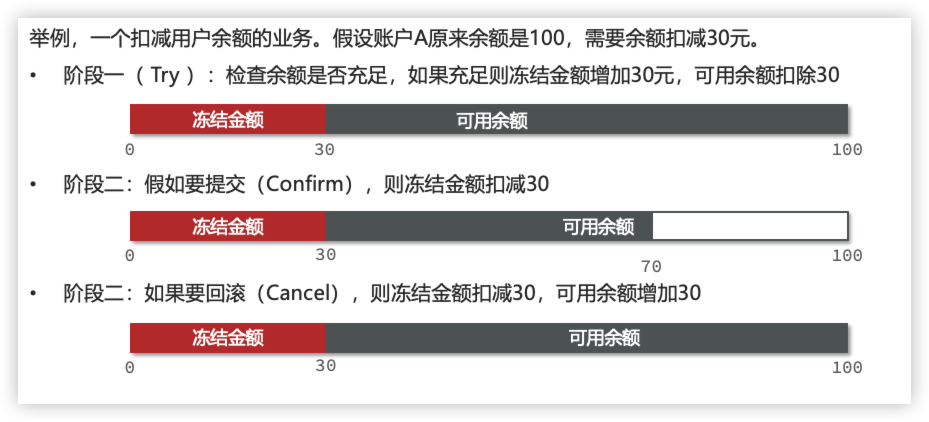 举例，一个扣减用户余额的业务。假设账户A原来余额是100，需要余额扣减30元。
• 阶段一（ Try ）：检查余额是否充足，如果充足则冻结金额增加30元，可用余额扣除30
冻结金额 可用余额
0 30 100
• 阶段二：假如要提交（Confirm），则冻结金额扣减30
冻结金额 可用余额
0 30 70 100
• 阶段二：如果要回滚（Cancel），则冻结金额扣减30，可用余额增加30
冻结金额 可用余额
0 30 100